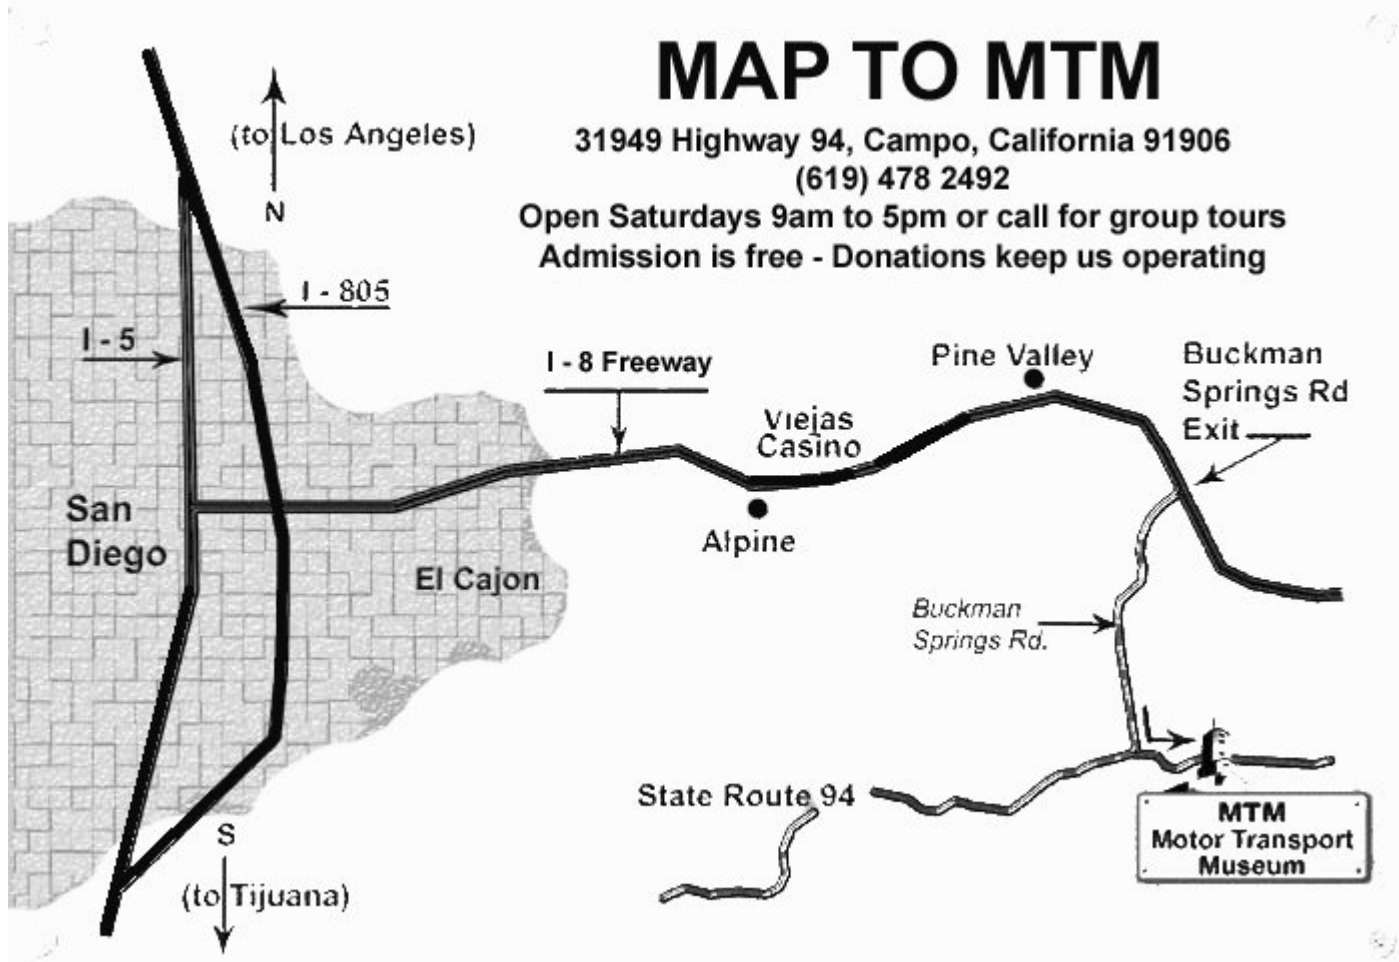 MAP TO MTM
31949 Highway 94, Campo, California 91906
(619) 478 2492
Open Saturdays 9am to 5pm or call for group tours
Admission is free - Donations keep us operating
(to Los Angeles)
N
I - 805
I - 5
I - 8 Freeway
Pine Valley
Buckman
Springs Rd
Exit
Viejas
Casino
San
Diego
Alpine
El Cajon
Buckman
Springs Rd.
State Route 94
MTM
Motor Transport
Museum
S
(to Tijuana)